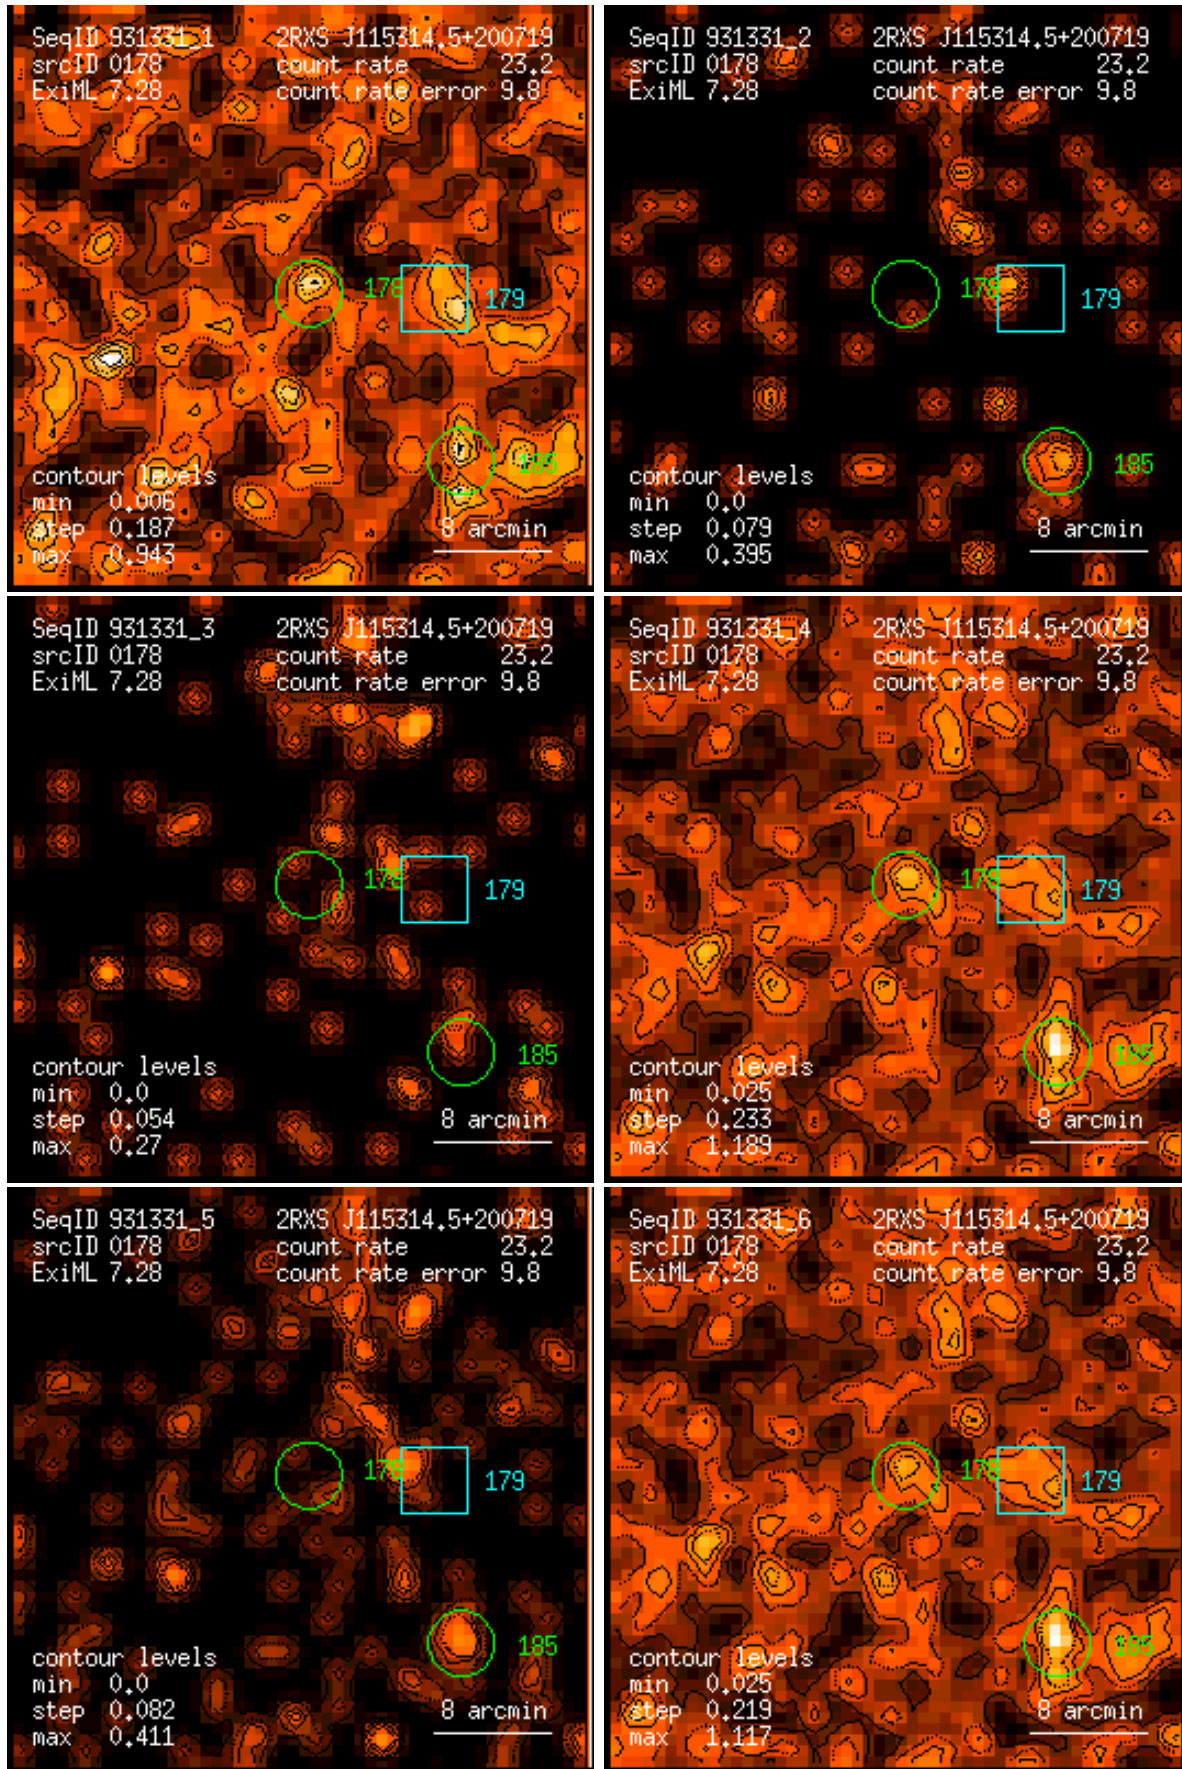 SeqID 931331_1 2RXS J115314.5+200719
srcID 0178 count rate 23.2
ExiML 7.28 count rate error 9.8
178
179
185
contour levels
min 0.006
step 0.187
max 0.943
8 arcmin
SeqID 931331_2 2RXS J115314.5+200719
srcID 0178 count rate 23.2
ExiML 7.28 count rate error 9.8
178
179
185
contour levels
min 0.0
step 0.079
max 0.395
8 arcmin
SeqID 931331_3 2RXS J115314.5+200719
srcID 0178 count rate 23.2
ExiML 7.28 count rate error 9.8
178
179
185
contour levels
min 0.0
step 0.054
max 0.27
8 arcmin
SeqID 931331_4 2RXS J115314.5+200719
srcID 0178 count rate 23.2
ExiML 7.28 count rate error 9.8
178
179
185
contour levels
min 0.025
step 0.233
max 1.189
8 arcmin
SeqID 931331_5 2RXS J115314.5+200719
srcID 0178 count rate 23.2
ExiML 7.28 count rate error 9.8
178
179
185
contour levels
min 0.0
step 0.082
max 0.411
8 arcmin
SeqID 931331_6 2RXS J115314.5+200719
srcID 0178 count rate 23.2
ExiML 7.28 count rate error 9.8
178
179
185
contour levels
min 0.025
step 0.219
max 1.117
8 arcmin